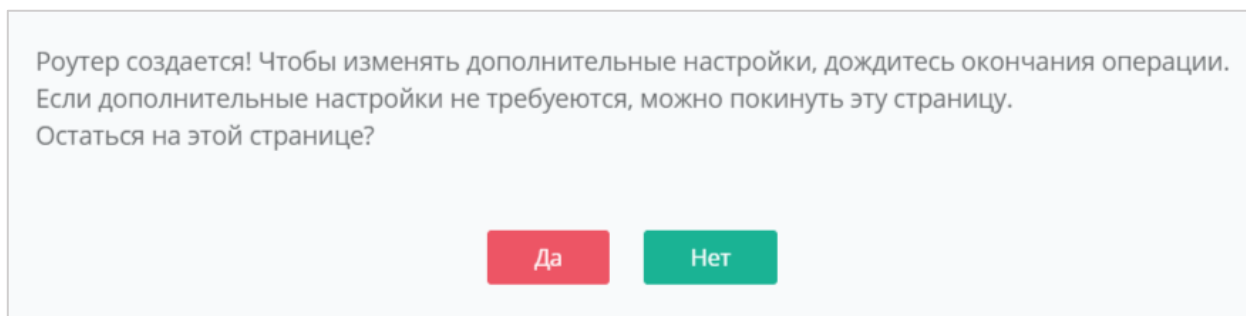 Роутер создается! Чтобы изменять дополнительные настройки, дождитесь окончания операции.
Если дополнительные настройки не требуеются, можно покинуть эту страницу.
Остаться на этой странице?
Да Нет